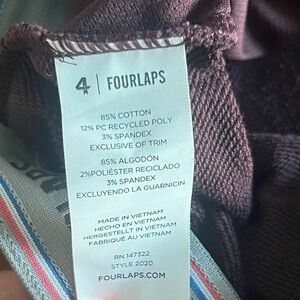 4 | FOURLAPS
85% COTTON
12% PC RECYCLED POLY
3% SPANDEX
EXCLUSIVE OF TRIM
85% ALGODÓN
2%POLIÉSTER RECICLADO
3% SPANDEX
EXCLUYENDO LA GUARNICIN
MADE IN VIETNAM
HECHO EN VIETNAM
HERGESTELLT IN VIETNAM
FABRIQUÉ AU VIETNAM
RN 147322
STYLE 2020
FOURLAPS.COM